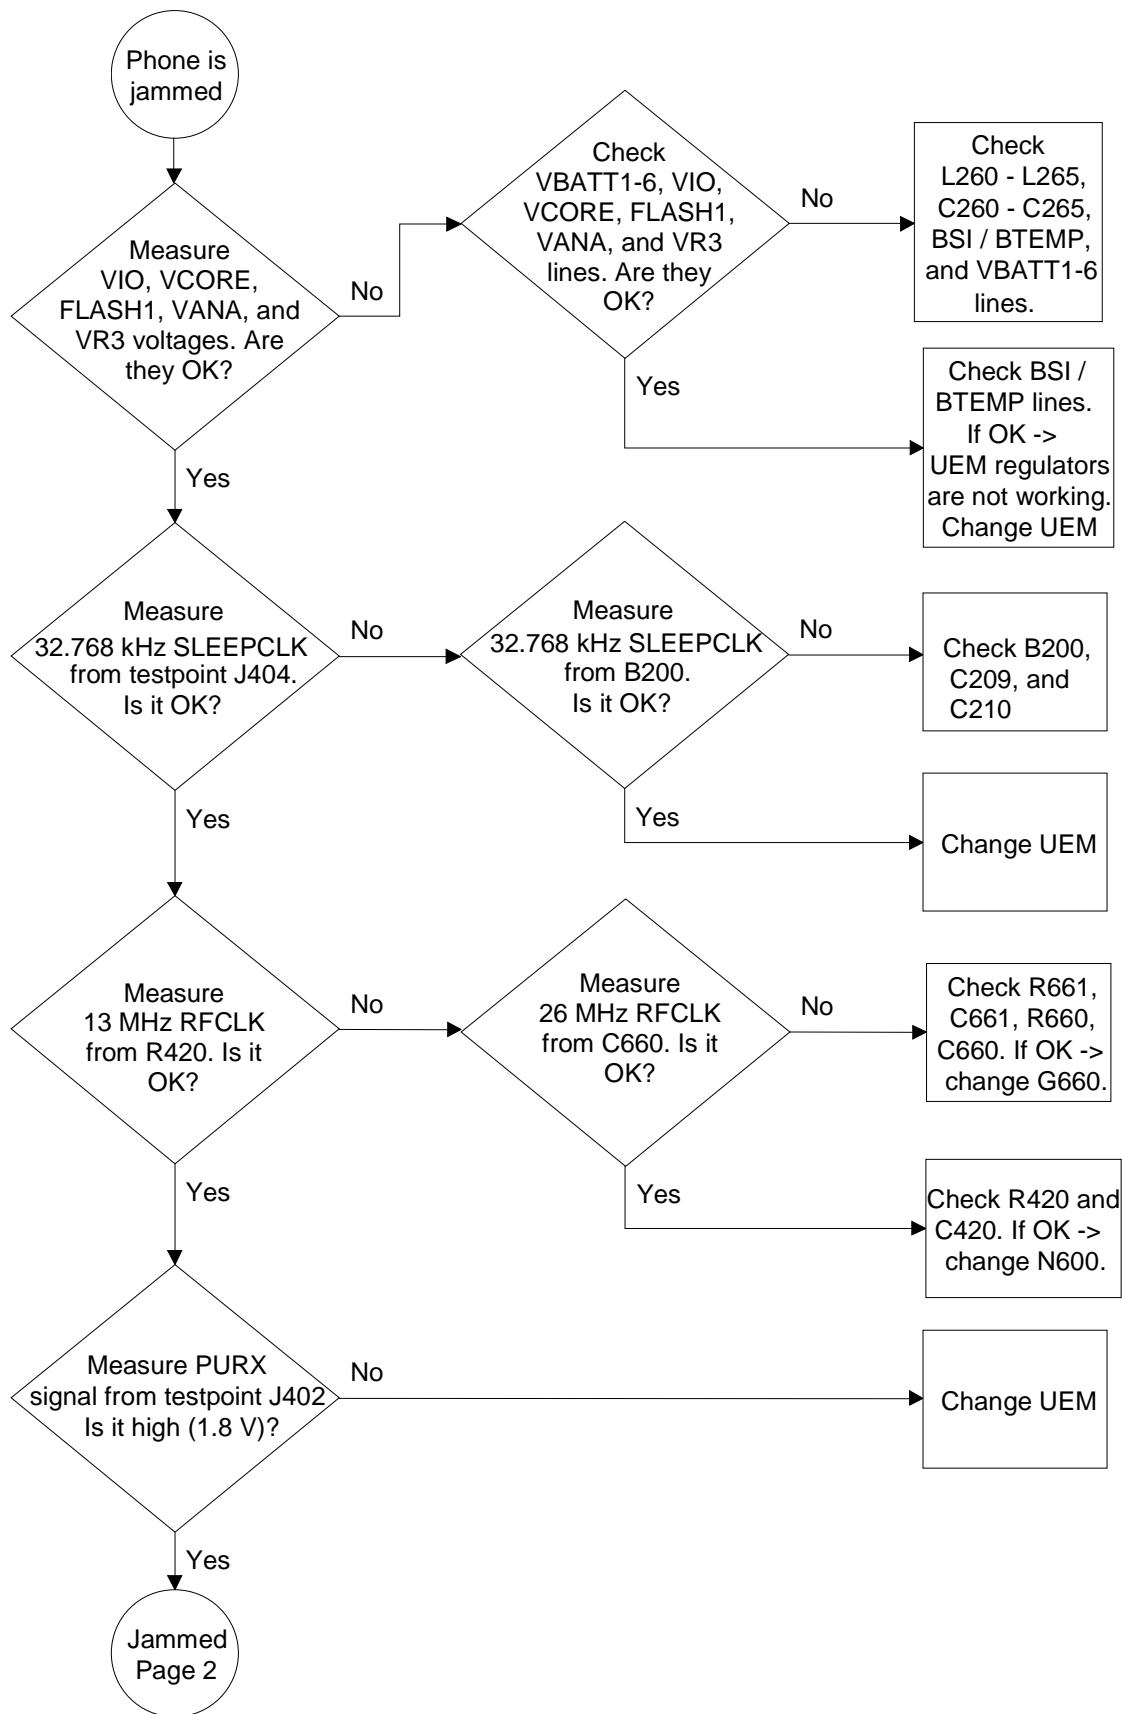 Phone is
jammed
Measure
VIO, VCORE,
FLASH1, VANA, and
VR3 voltages. Are
they OK?
No
Check
VBATT1-6, VIO,
VCORE, FLASH1,
VANA, and VR3
lines. Are they
OK?
No
Check
L260 - L265,
C260 - C265,
BSI / BTEMP,
and VBATT1-6
lines.
Yes
Check BSI /
BTEMP lines.
If OK ->
UEM regulators
are not working.
Change UEM
Yes
Measure
32.768 kHz SLEEPCLK
from testpoint J404.
Is it OK?
No
Measure
32.768 kHz SLEEPCLK
from B200.
Is it OK?
No
Check B200,
C209, and
C210
Yes
Change UEM
Yes
Measure
13 MHz RFCLK
from R420. Is it
OK?
No
Measure
26 MHz RFCLK
from C660. Is it
OK?
No
Check R661,
C661, R660,
C660. If OK ->
change G660.
Yes
Check R420 and
C420. If OK ->
change N600.
Yes
Measure PURX
signal from testpoint J402
Is it high (1.8 V)?
No
Change UEM
Yes
Jammed
Page 2